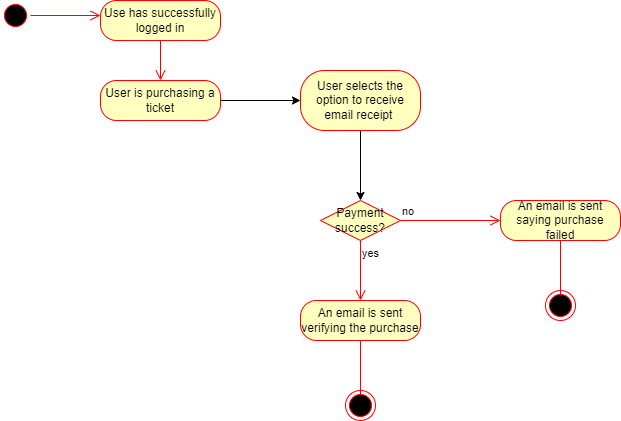 Use has successfully
logged in
User is purchasing a
ticket
User selects the
option to receive
email receipt
Payment
success?
no
An email is sent
saying purchase
failed
yes
An email is sent
verifying the purchase